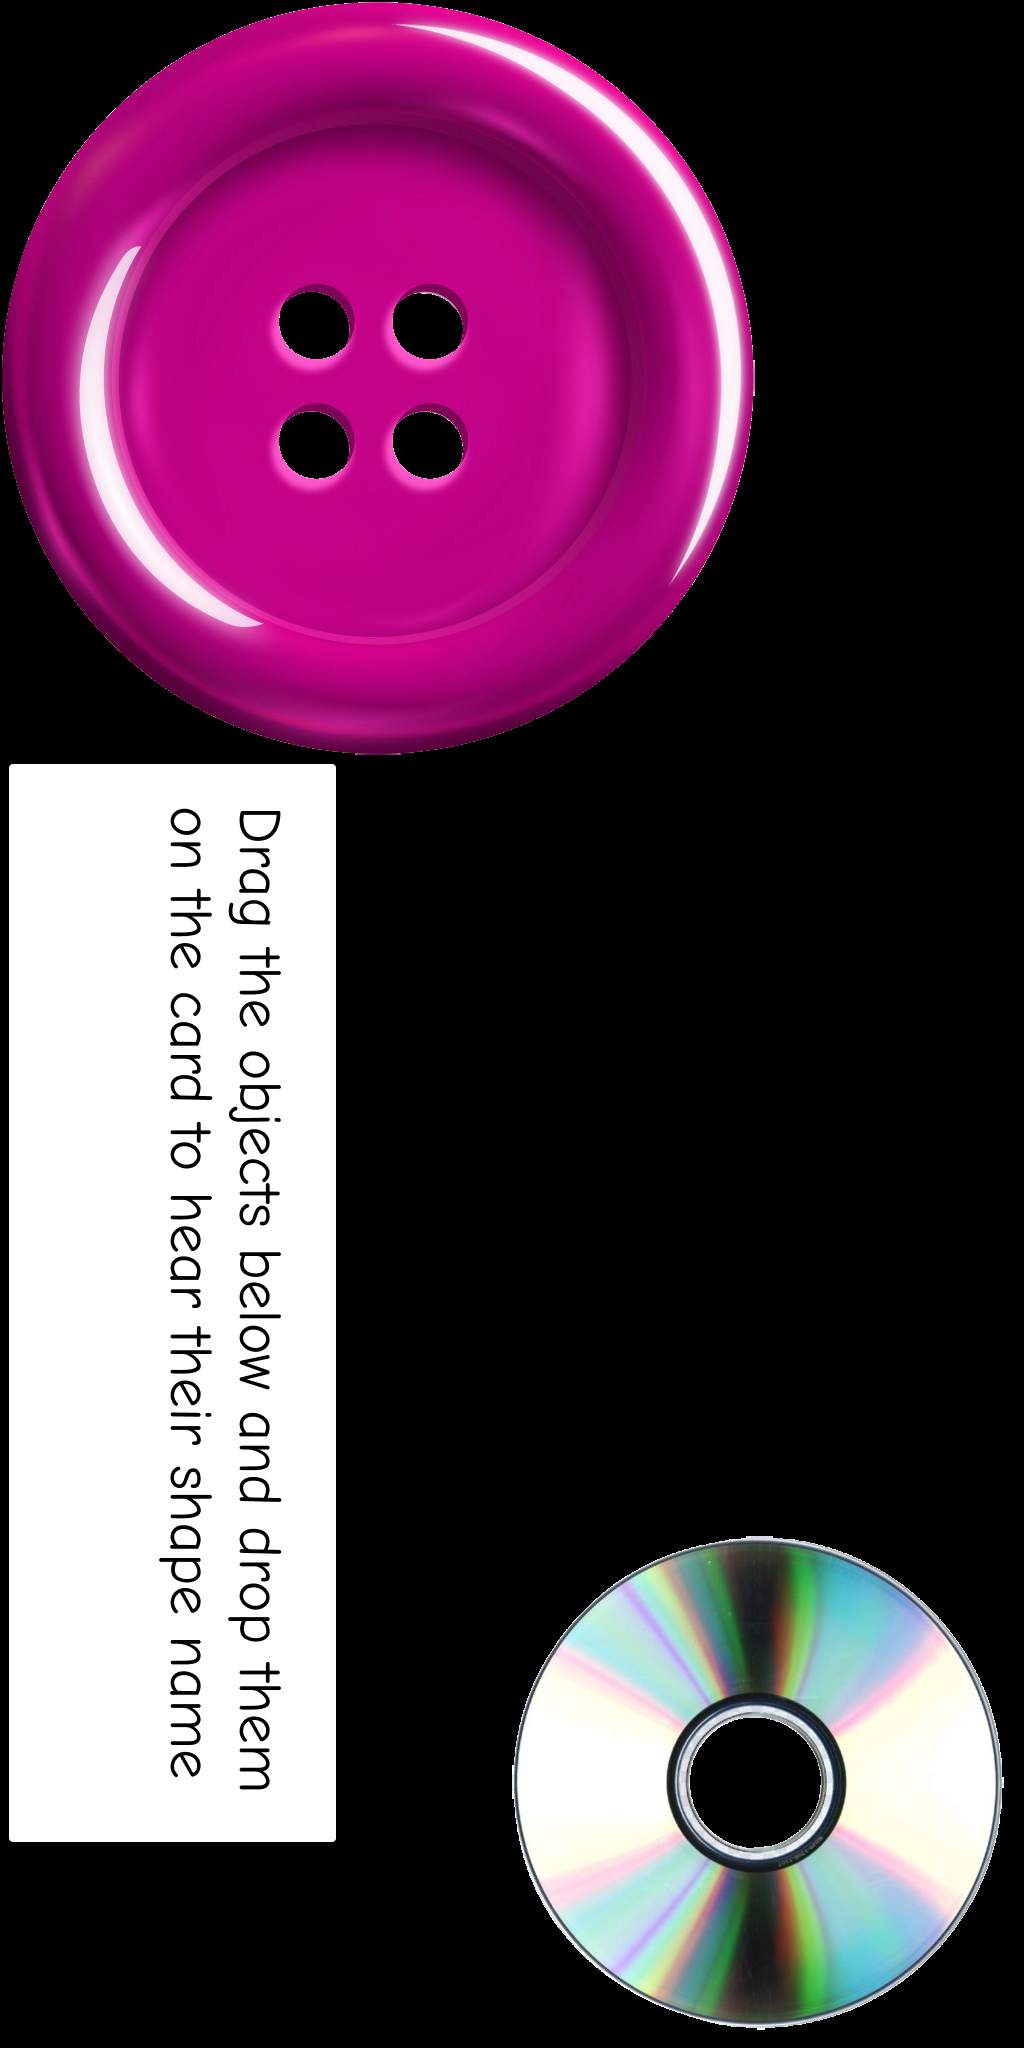 Drag the objects below and drop them
on the card to hear their shape name